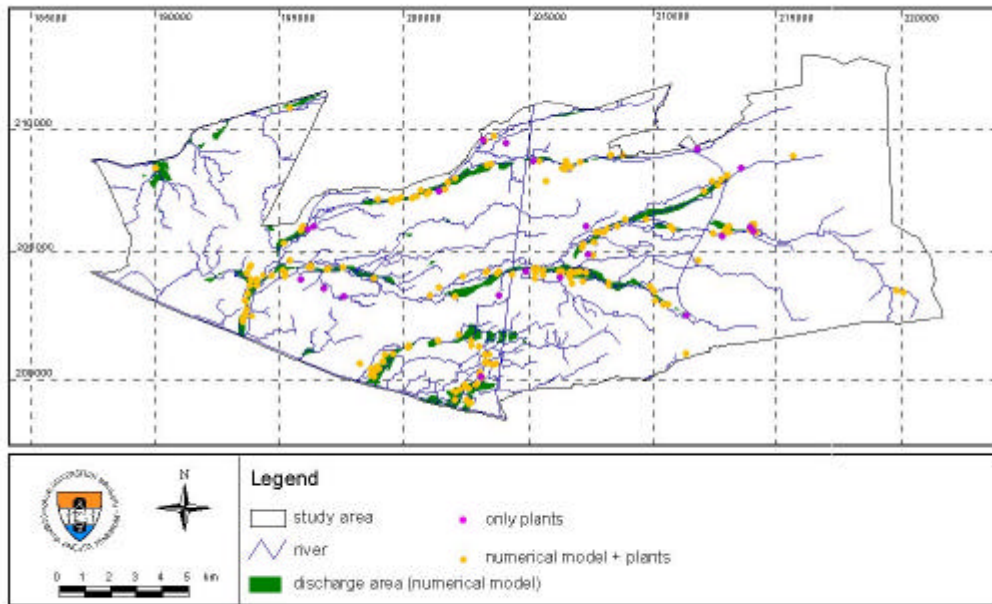 185000 190000 195000 200000 205000 210000 215000 220000
210000
205000
200000
N
0 1 2 3 4 5 km
Legend
study area
river
discharge area (numerical model)
only plants
numerical model + plants